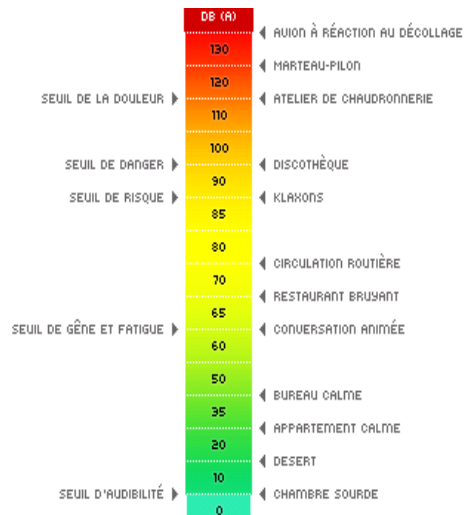 DB (A)
AVION À RÉACTION AU DÉCOLLAGE
130
MARTEAU-PILON
120
SEUIL DE LA DOULEUR
ATELIER DE CHAUDRONNERIE
110
100
SEUIL DE DANGER
DISCOTHÈQUE
90
SEUIL DE RISQUE
KLAXONS
85
80
CIRCULATION ROUTIÈRE
70
RESTAURANT BRUYANT
65
SEUIL DE GÊNE ET FATIGUE
CONVERSATION ANIMÉE
60
50
BUREAU CALME
35
APPARTEMENT CALME
20
DESERT
10
SEUIL D'AUDIBILITÉ
CHAMBRE SOURDE
0